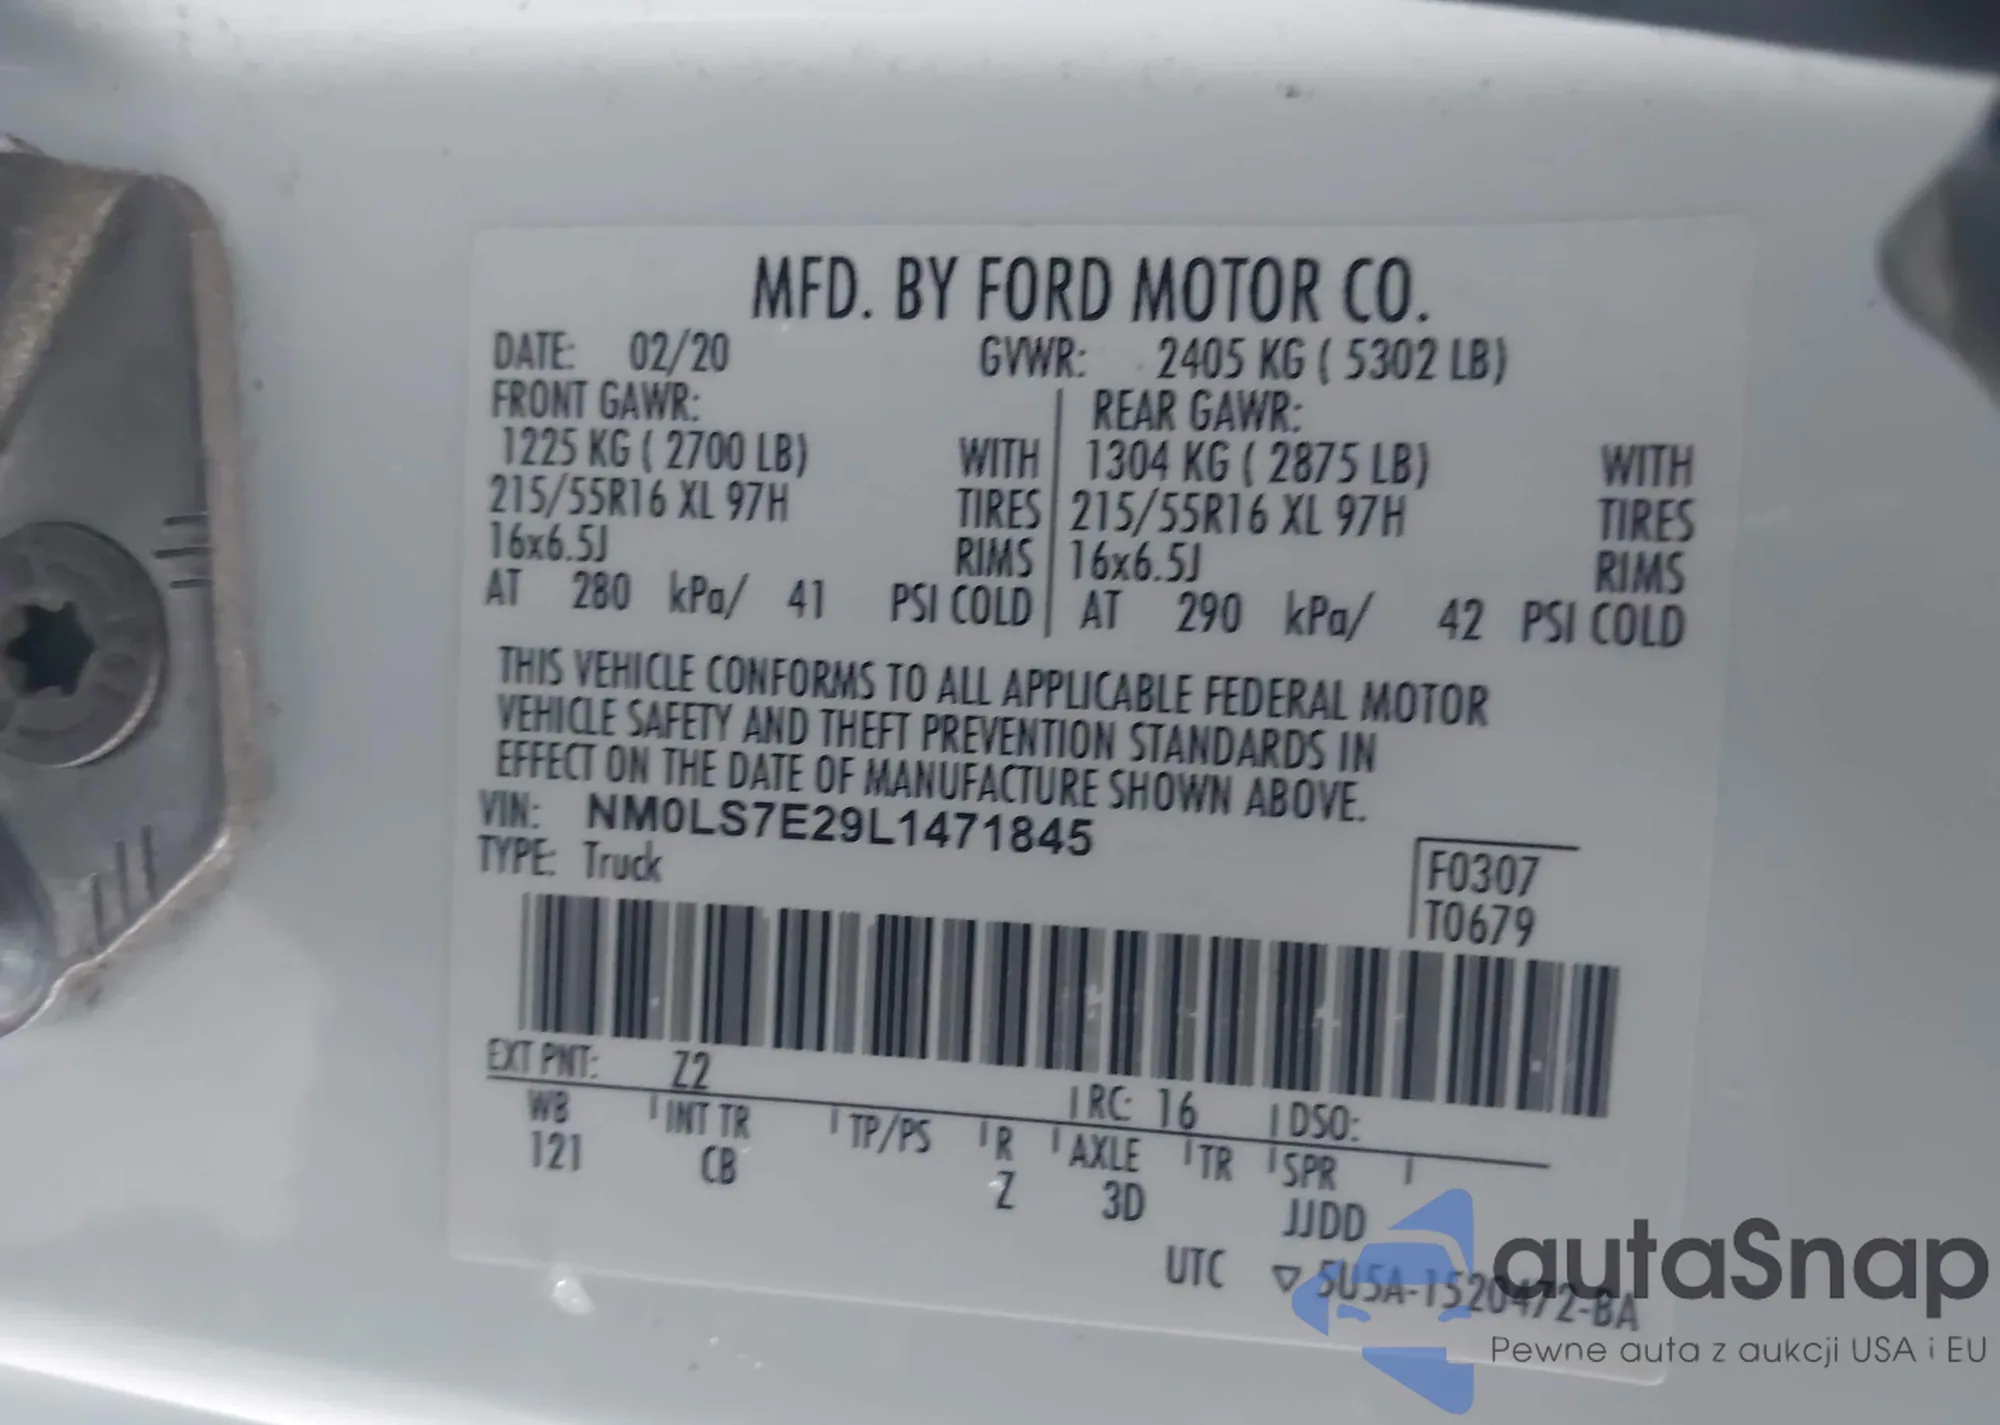 MFD. BY FORD MOTOR CO.
DATE: 02/20 GVWR: 2405 KG ( 5302 LB)
FRONT GAWR: REAR GAWR:
1225 KG ( 2700 LB) WITH 1304 KG ( 2875 LB) WITH
215/55R16 XL 97H TIRES 215/55R16 XL 97H TIRES
16x6.5J RIMS 16x6.5J RIMS
AT 280 kPa/ 41 PSI COLD AT 290 kPa/ 42 PSI COLD
THIS VEHICLE CONFORMS TO ALL APPLICABLE FEDERAL MOTOR
VEHICLE SAFETY AND THEFT PREVENTION STANDARDS IN
EFFECT ON THE DATE OF MANUFACTURE SHOWN ABOVE.
VIN: NM0LS7E29L1471845
TYPE: Truck
F0307
T0679
EXT PNT: Z2 RC: 16 DSO:
WB INT TR TP/PS R AXLE TR SPR
121 CB Z 3D JJDD
UTC ▽ 5U5A-1520472-BA
autaSnap
Pewne auta z aukcji USA i EU